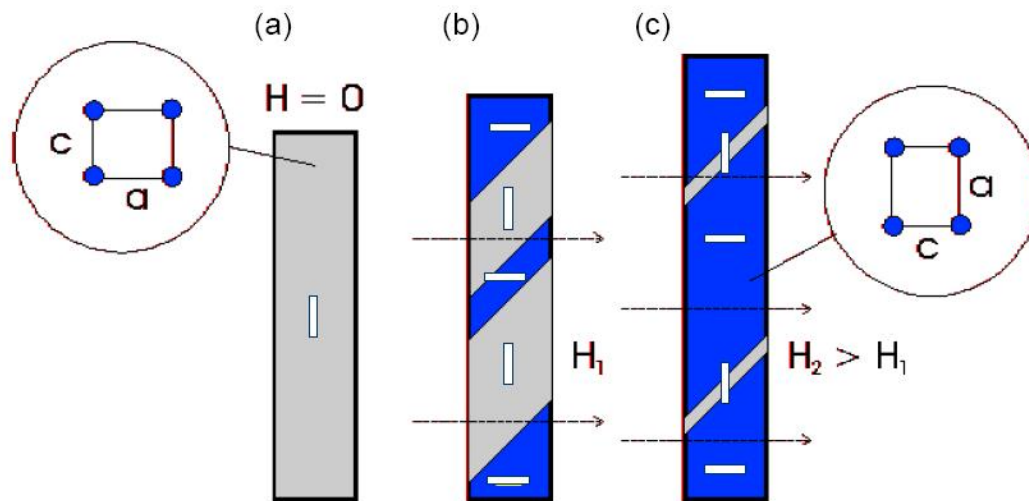 (a)
(b)
(c)
H = 0
c
a
a
c
H₁
H₂ > H₁